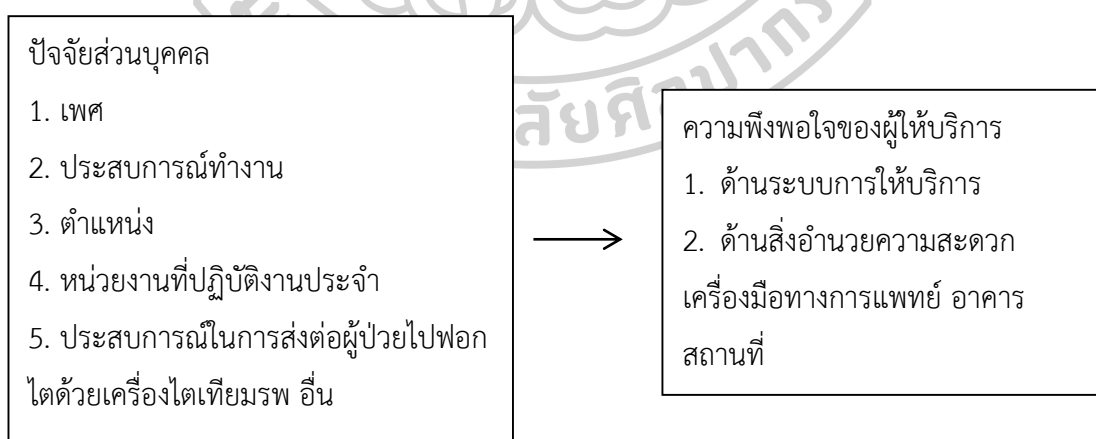 ปัจจัยส่วนบุคคล
1. เพศ
2. ประสบการณ์ทำงาน
3. ตำแหน่ง
4. หน่วยงานที่ปฏิบัติงานประจำ
5. ประสบการณ์ในการส่งต่อผู้ป่วยไปฟอก
ไตด้วยเครื่องไตเทียมรพ อื่น
ความพึงพอใจของผู้ให้บริการ
1. ด้านระบบการให้บริการ
2. ด้านสิ่งอำนวยความสะดวก
เครื่องมือทางการแพทย์ อาคาร
สถานที่